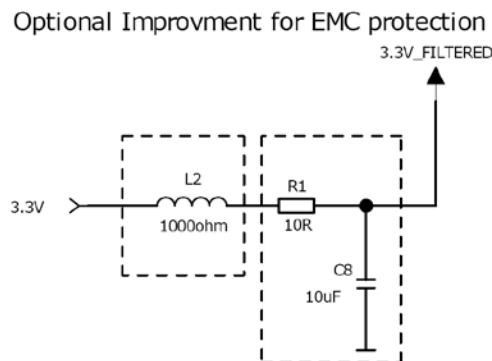 Optional Improvment for EMC protection
3.3V_FILTERED
L2
R1
3.3V
1000ohm
10R
C8
10uF